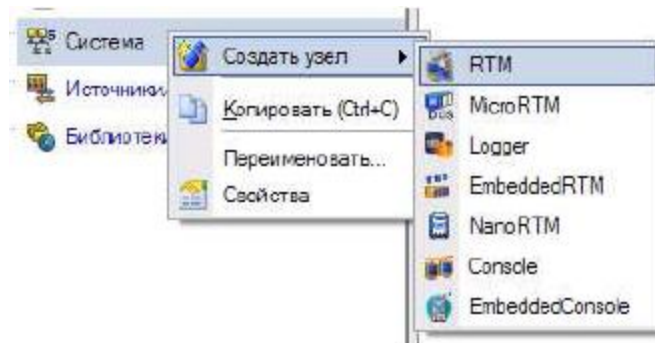 Система
Источники
Библиотеки
Создать узел
Копировать (Ctrl+C)
Переименовать...
Свойства
RTM
MicroRTM
Logger
EmbeddedRTM
NanoRTM
Console
EmbeddedConsole